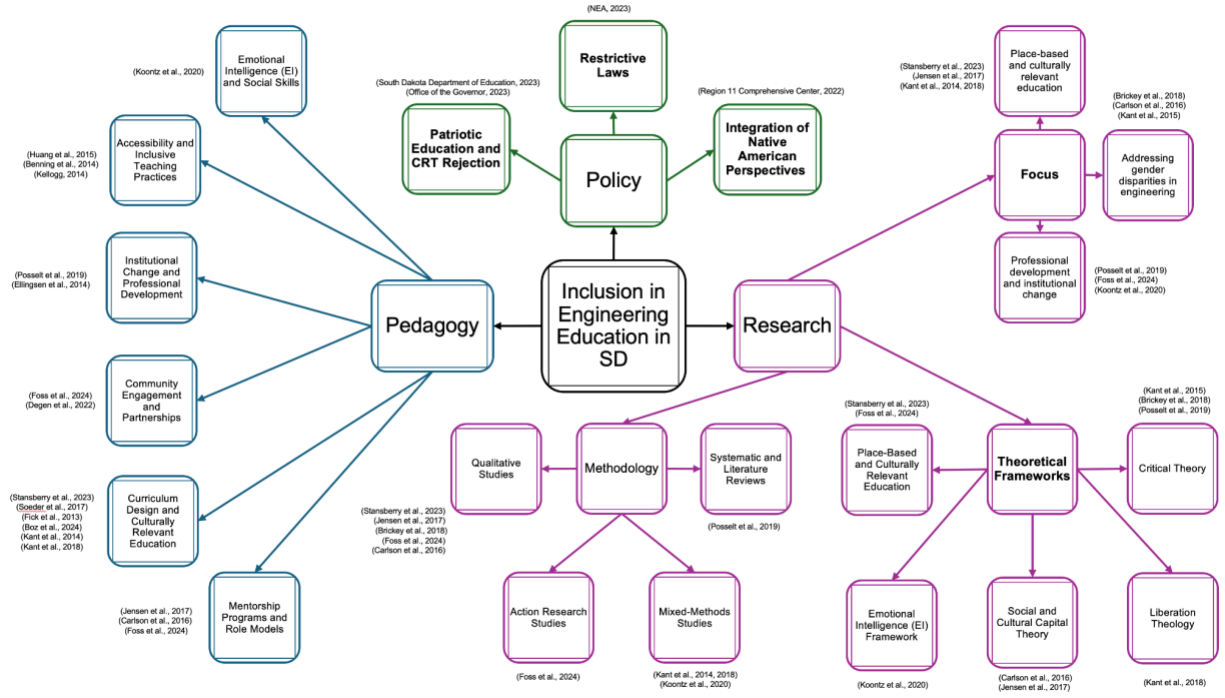 (NEA, 2023)
Restrictive
Laws
(South Dakota Department of Education, 2023)
(Office of the Governor, 2023)
Patriotic
Education and
CRT Rejection
(Region 11 Comprehensive Center, 2022)
Integration of
Native
American
Perspectives
Policy
Inclusion in
Engineering
Education in
SD
Pedagogy
(Koontz et al., 2020)
Emotional
Intelligence (EI)
and Social Skills
(Huang et al., 2015)
(Benning et al., 2014)
(Kellogg, 2014)
Accessibility and
Inclusive
Teaching
Practices
(Posselt et al., 2019)
(Ellingsen et al., 2014)
Institutional
Change and
Professional
Development
(Foss et al., 2024)
(Degen et al., 2022)
Community
Engagement
and
Partnerships
(Stansberry et al., 2023)
(Soeder et al., 2017)
(Fick et al., 2013)
(Boz et al., 2024)
(Kant et al., 2014)
(Kant et al., 2018)
Curriculum
Design and
Culturally
Relevant
Education
(Jensen et al., 2017)
(Carlson et al., 2016)
(Foss et al., 2024)
Mentorship
Programs and
Role Models
Research
(Stansberry et al., 2023)
(Jensen et al., 2017)
(Kant et al., 2014, 2018)
Place-based
and culturally
relevant
education
(Brickey et al., 2018)
(Carlson et al., 2016)
(Kant et al., 2015)
Focus
Addressing
gender
disparities in
engineering
Professional
development
and institutional
change
(Posselt et al., 2019)
(Foss et al., 2024)
(Koontz et al., 2020)
Methodology
Qualitative
Studies
(Stansberry et al., 2023)
(Jensen et al., 2017)
(Brickey et al., 2018)
(Foss et al., 2024)
(Carlson et al., 2016)
Systematic and
Literature
Reviews
(Posselt et al., 2019)
Action Research
Studies
(Foss et al., 2024)
Mixed-Methods
Studies
(Kant et al., 2014, 2018)
(Koontz et al., 2020)
Theoretical
Frameworks
(Stansberry et al., 2023)
(Foss et al., 2024)
Place-Based
and Culturally
Relevant
Education
(Kant et al., 2015)
(Brickey et al., 2018)
(Posselt et al., 2019)
Critical Theory
Emotional
Intelligence (EI)
Framework
(Koontz et al., 2020)
Social and
Cultural Capital
Theory
(Carlson et al., 2016)
(Jensen et al., 2017)
Liberation
Theology
(Kant et al., 2018)